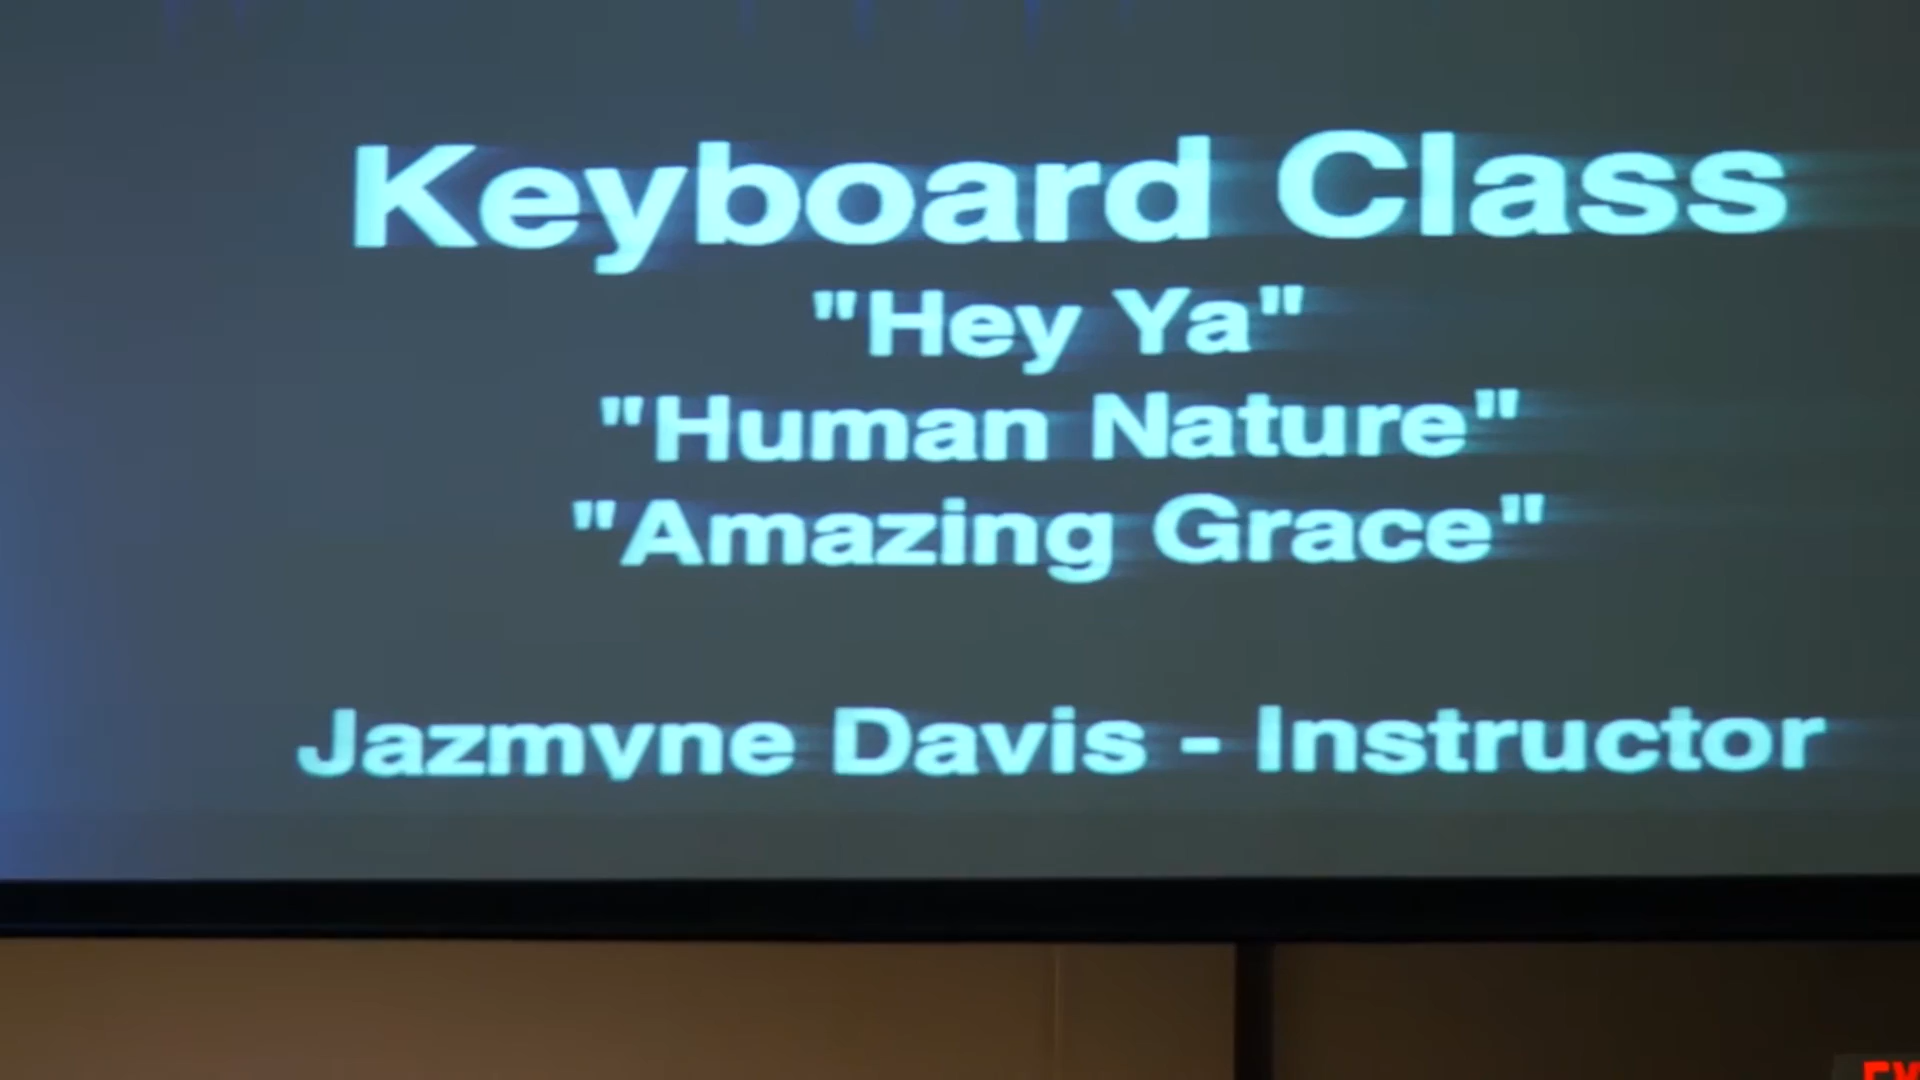 Keyboard Class
"Hey Ya"
"Human Nature"
"Amazing Grace"
Jazmyne Davis - Instructor